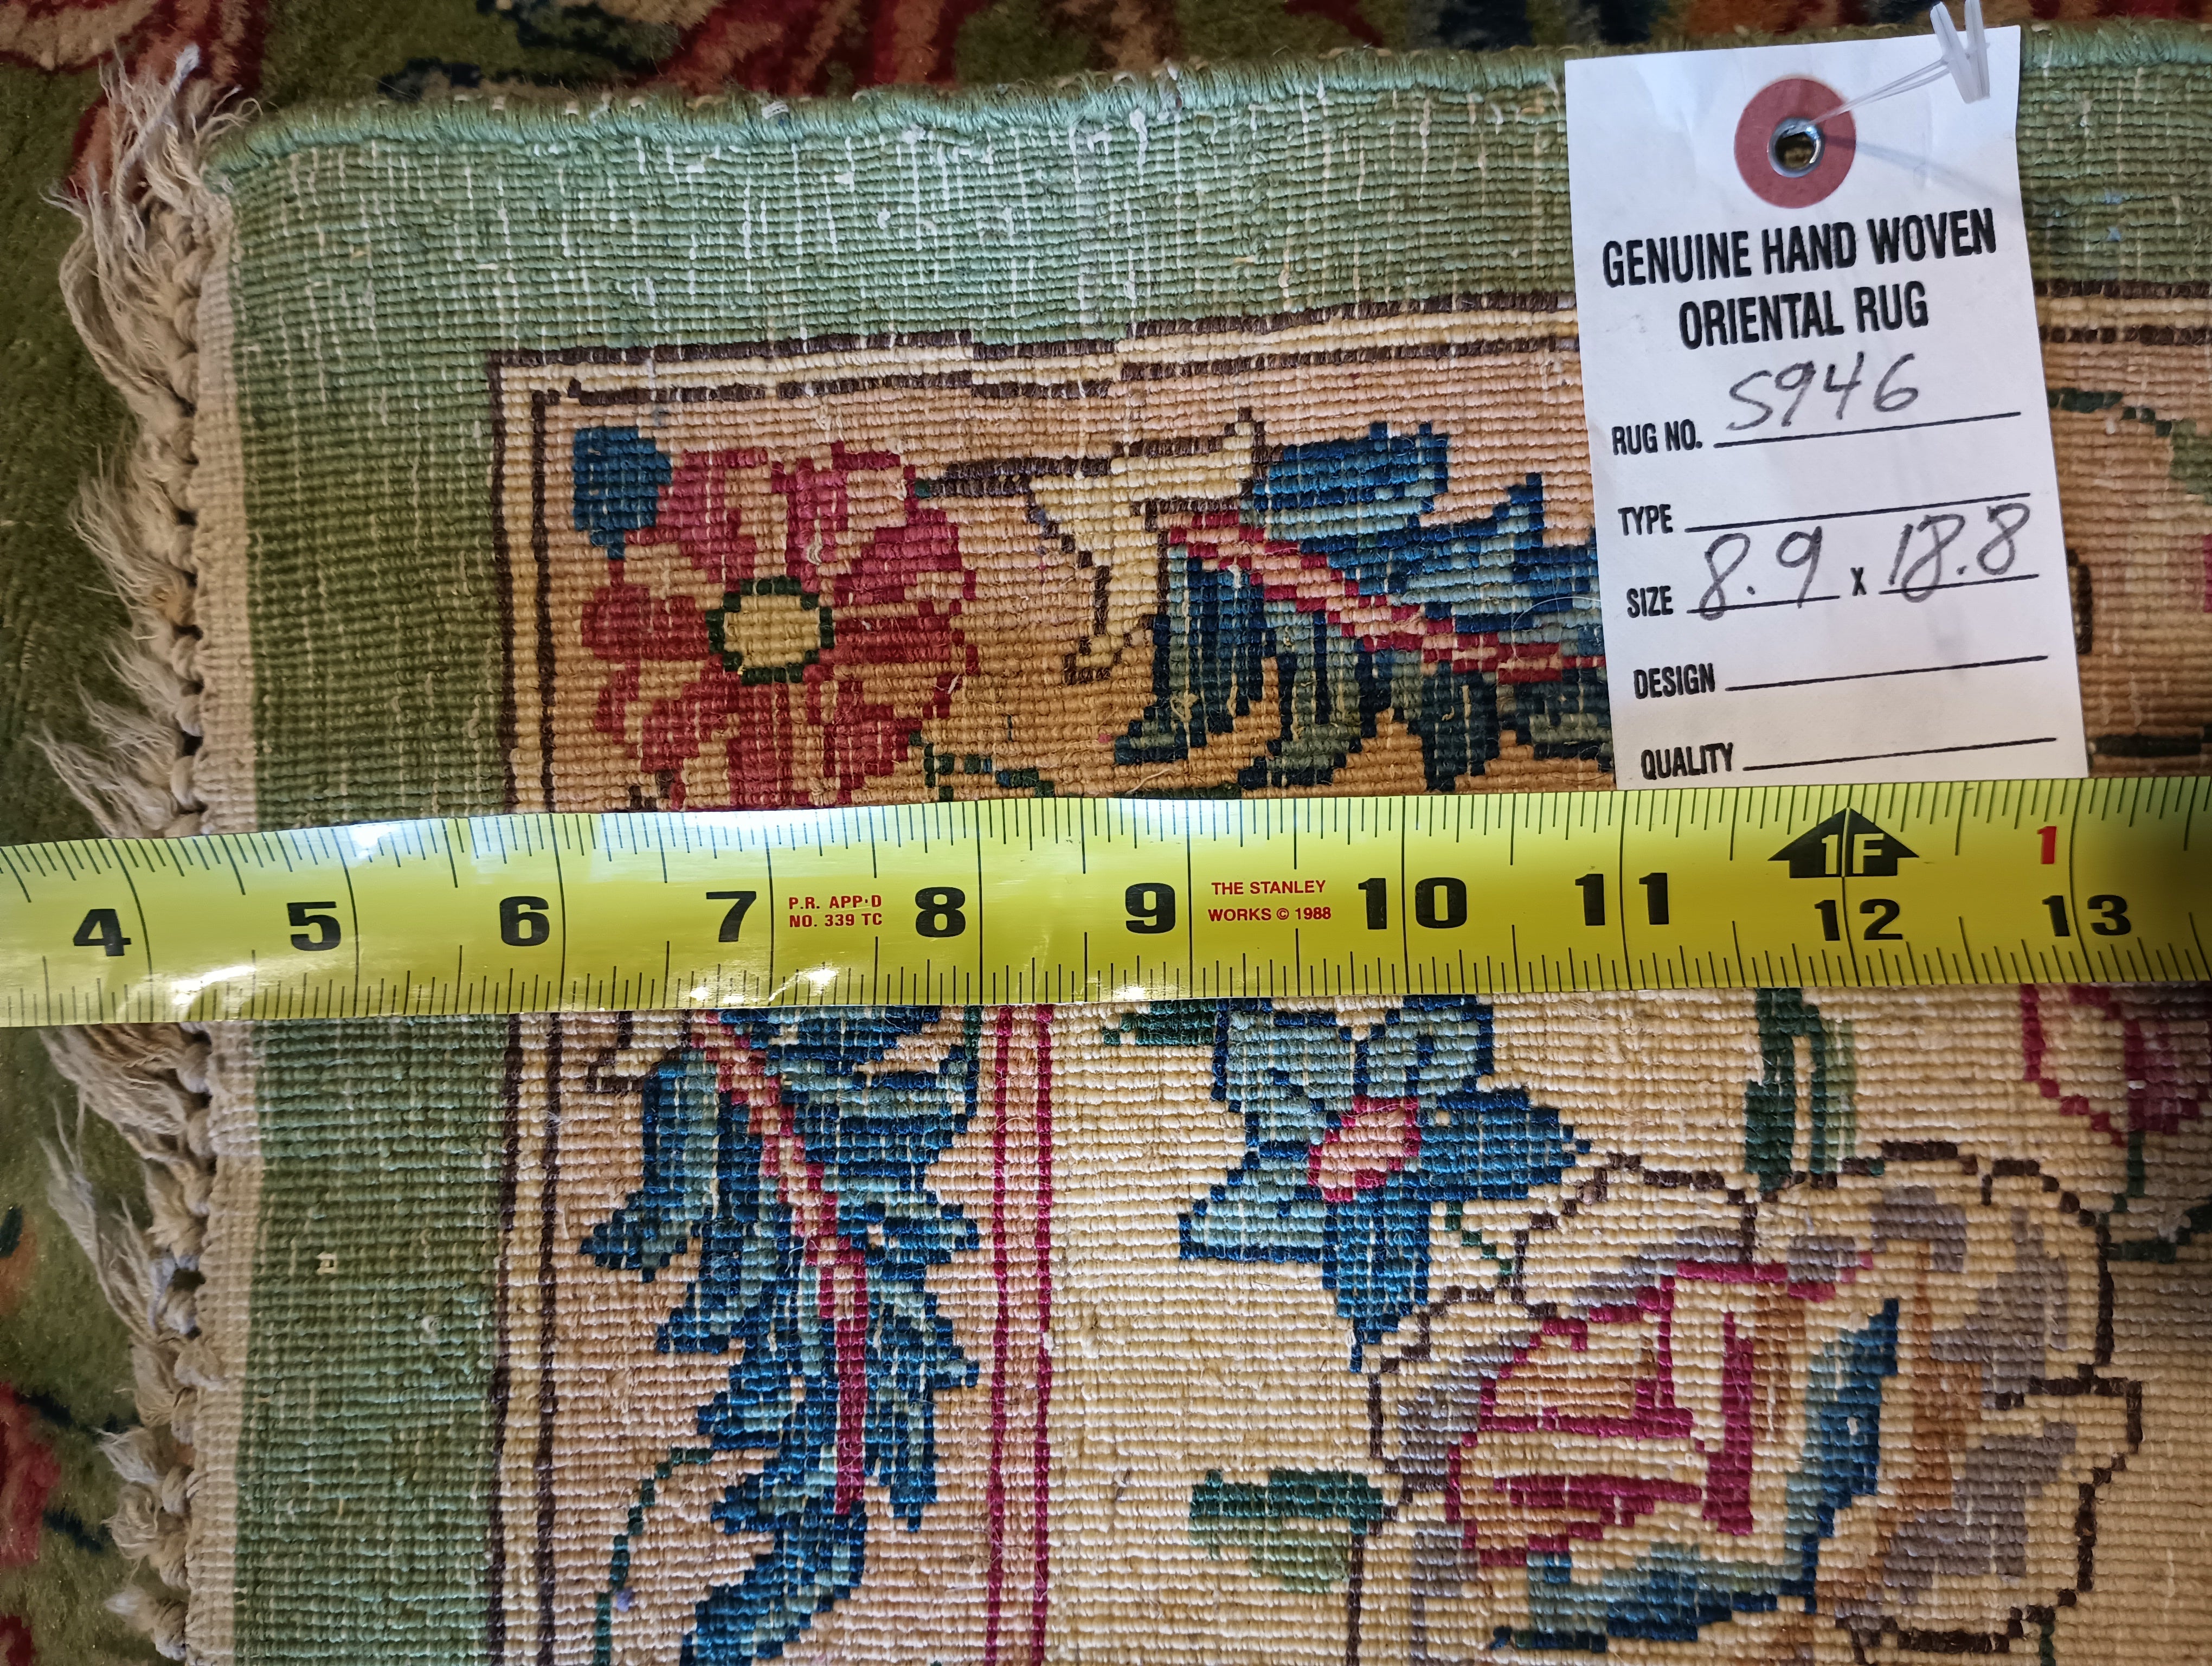 GENUINE HAND WOVEN
ORIENTAL RUG
RUG NO. S946
TYPE
SIZE 8.9 x 18.8
DESIGN
QUALITY
1F 1
4 5 6 7 8 9 10 11 12 13
P.R. APP·D
NO. 339 TC
THE STANLEY
WORKS © 1988